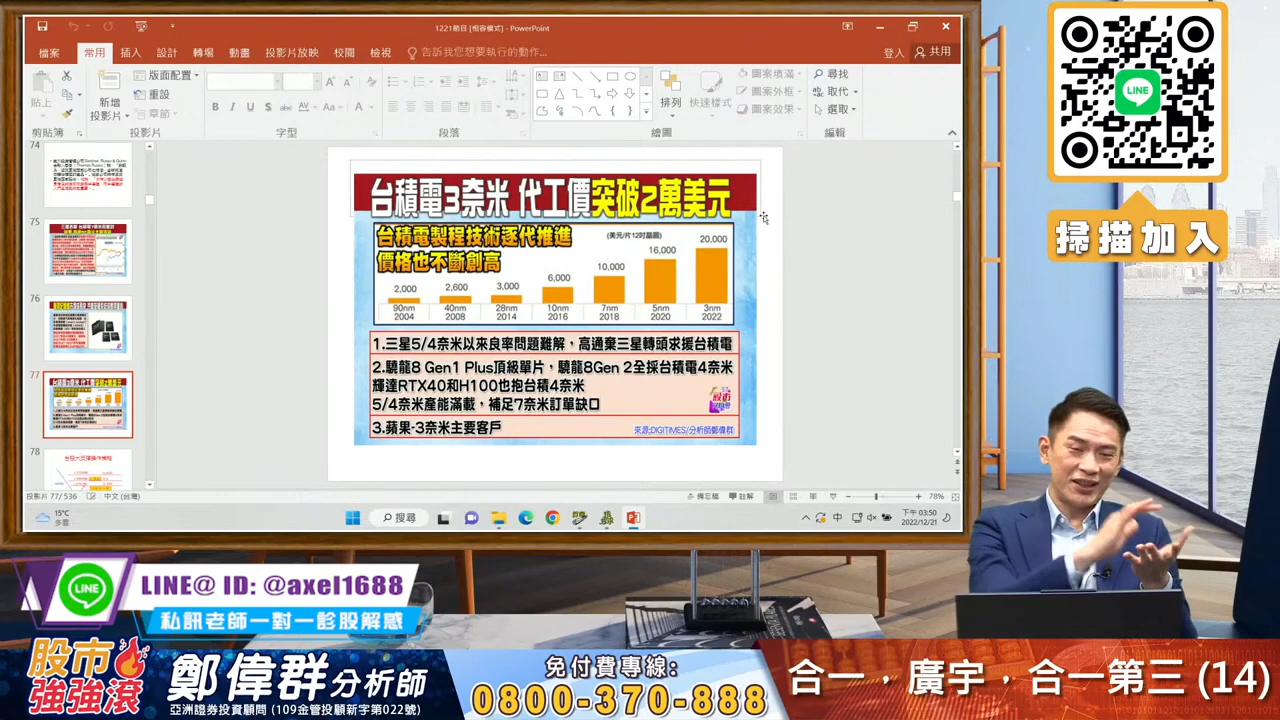 1221節目 [相容模式] - PowerPoint
檔案 常用 插入 設計 轉場 動畫 投影片放映 校閱 檢視 告訴我您想要執行的動作... 登入 共用
貼上
新增
投影片
版面配置
重設
章節
B I U S abc AV Aa A
排列 快速樣式
圖案填滿
圖案外框
圖案效果
尋找
取代
選取
剪貼簿 投影片 字型 段落 繪圖 編輯
74
75
76
77
78
台積電3奈米 代工價突破2萬美元
台積電製程技術逐代推進
價格也不斷創高
(美元/片12吋晶圓)
2,000 2,600 3,000 6,000 10,000 16,000 20,000
90nm 40nm 28nm 10nm 7nm 5nm 3nm
2004 2008 2014 2016 2018 2020 2022
1.三星5/4奈米以來良率問題難解，高通棄三星轉頭求援台積電
2.驍龍8 Gen1 Plus頂級單片，驍龍8Gen 2全採台積電4奈米
輝達RTX40和H100也抱台積4奈米
5/4奈米產能滿載，補足7奈米訂單缺口
3.蘋果-3奈米主要客戶
來源:DIGITIMES/分析師鄭偉群
投影片 77/536 中文 (台灣) 備忘稿 註解 78%
15°C
多雲
搜尋
中
下午 03:50
2022/12/21
LINE
掃描加入
LINE
LINE@ ID: @axel1688
私訊老師一對一診股解惑
股市
強強滾
鄭偉群分析師
亞洲證券投資顧問 (109金管投顧新字第022號)
免付費專線:
0800-370-888
合一，廣宇，合一第三 (14)